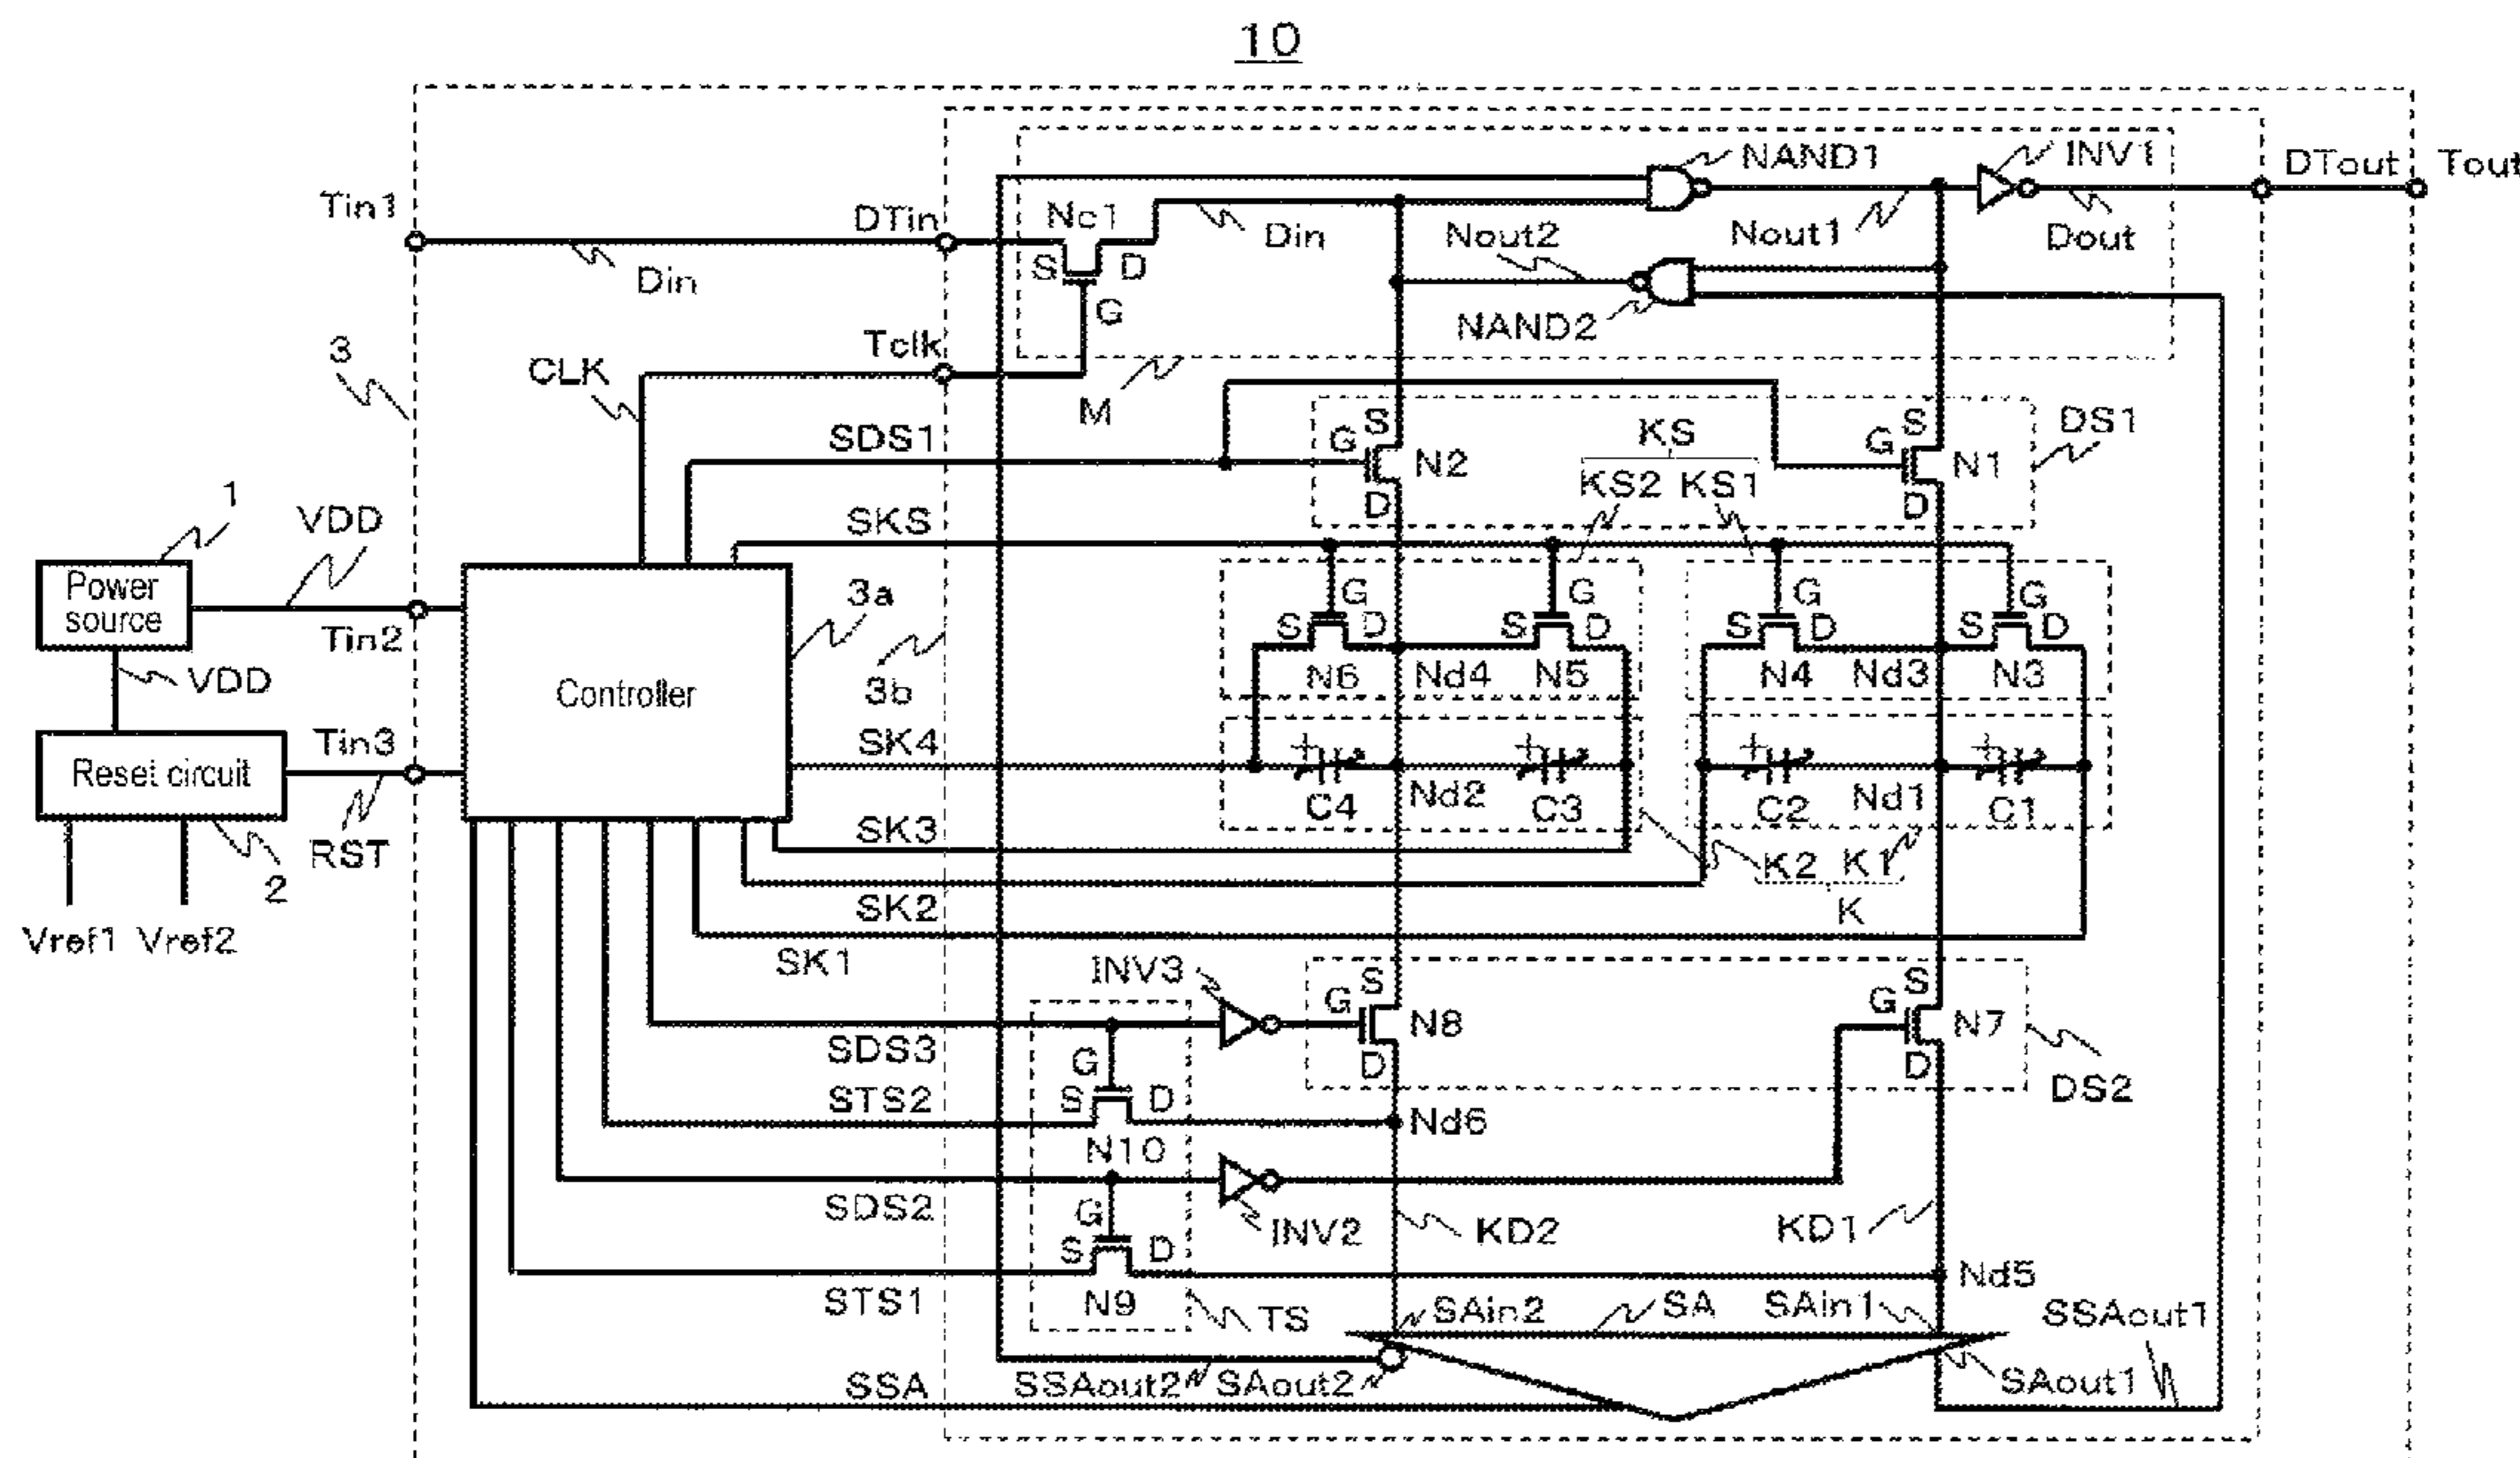 10
NAND1
INV1
DTout
Tout
Tin1
DTin
Nc1
S
D
G
Din
Din
Nout2
Nout1
Dout
NAND2
3
CLK
Tclk
M
SDS1
G
S
D
N2
KS
KS2
KS1
G
S
D
N1
DS1
1
VDD
Power
source
Tin2
VDD
SKS
3a
3b
Controller
G
S
D
N6
Nd4
G
S
D
N5
G
S
D
N4
Nd3
G
S
D
N3
Reset circuit
Tin3
RST
2
Vref1
Vref2
SK4
+
C4
Nd2
+
C3
+
C2
Nd1
+
C1
SK3
K2
K1
K
SK2
SK1
INV3
G
S
D
N8
G
S
D
N7
DS2
SDS3
G
S
D
N10
STS2
Nd6
SDS2
INV2
KD2
KD1
G
S
D
N9
STS1
Nd5
TS
SAin2
SA
SAin1
SSAout1
SSA
SSAout2
SAout2
SAout1